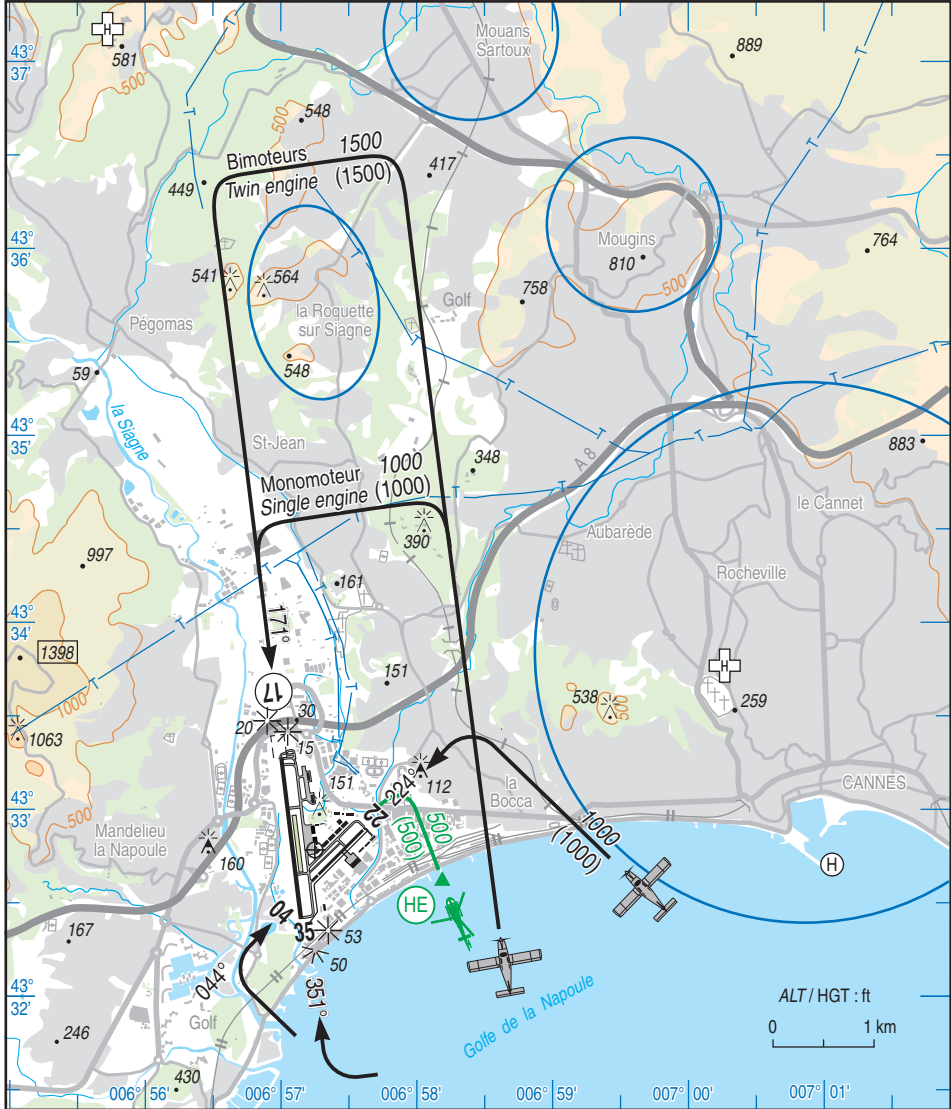 43°
37'
H
581
500
548
500
Mouans
Sartoux
889
T
Bimoteurs 1500
Twin engine (1500)
449
417
43°
36'
541
564
la Roquette
sur Siagne
548
Golf
758
Mougins
810
500
764
T
Pégomas
59
la Siagne
43°
35'
St-Jean
Monomoteur 1000
Single engine (1000)
348
390
A 8
883
le Cannet
Aubarède
Rocheville
997
161
43°
34'
1398
1000
1063
171°
17
151
20
30
15
538
500
H
259
43°
33'
500
Mandelieu
la Napoule
160
151
22
224°
112
500
(500)
la
Bocca
1000
(1000)
CANNES
H
HE
04
35
53
50
167
044°
351°
43°
32'
246
Golf
430
Golfe de la Napoule
ALT / HGT : ft
0 1 km
006° 56'
006° 57'
006° 58'
006° 59'
007° 00'
007° 01'